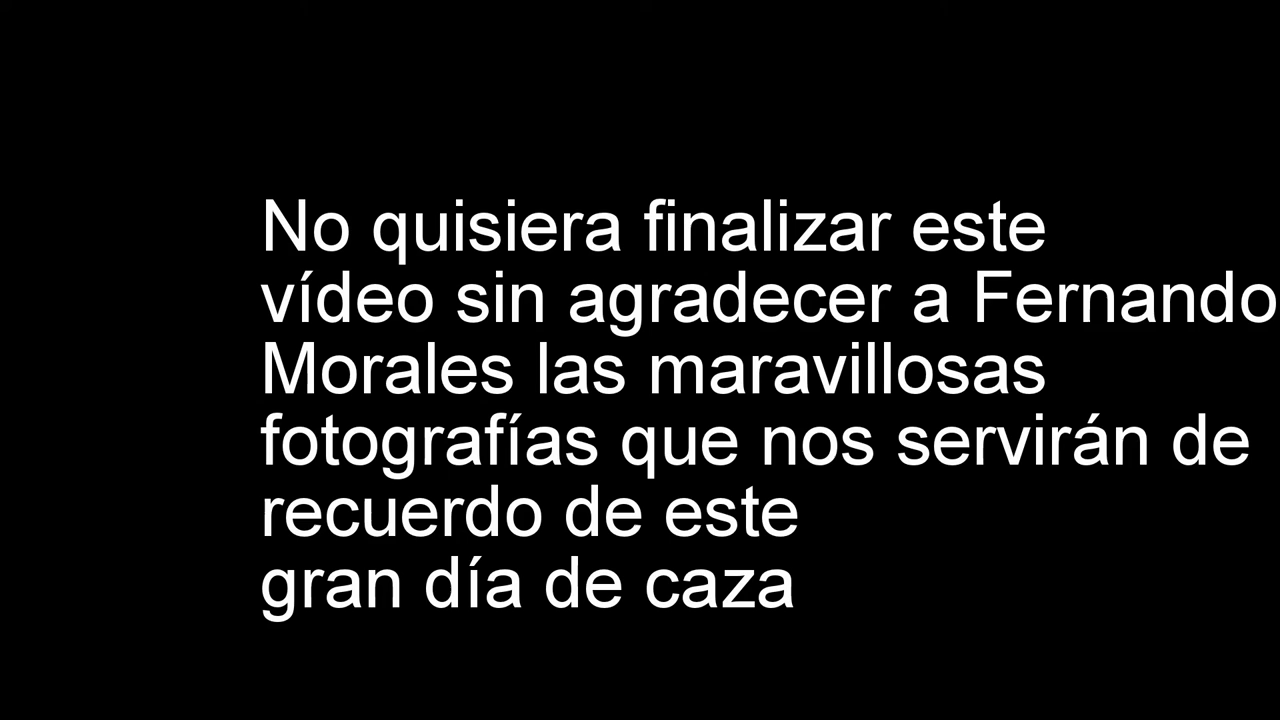 No quisiera finalizar este
vídeo sin agradecer a Fernando
Morales las maravillosas
fotografías que nos servirán de
recuerdo de este
gran día de caza